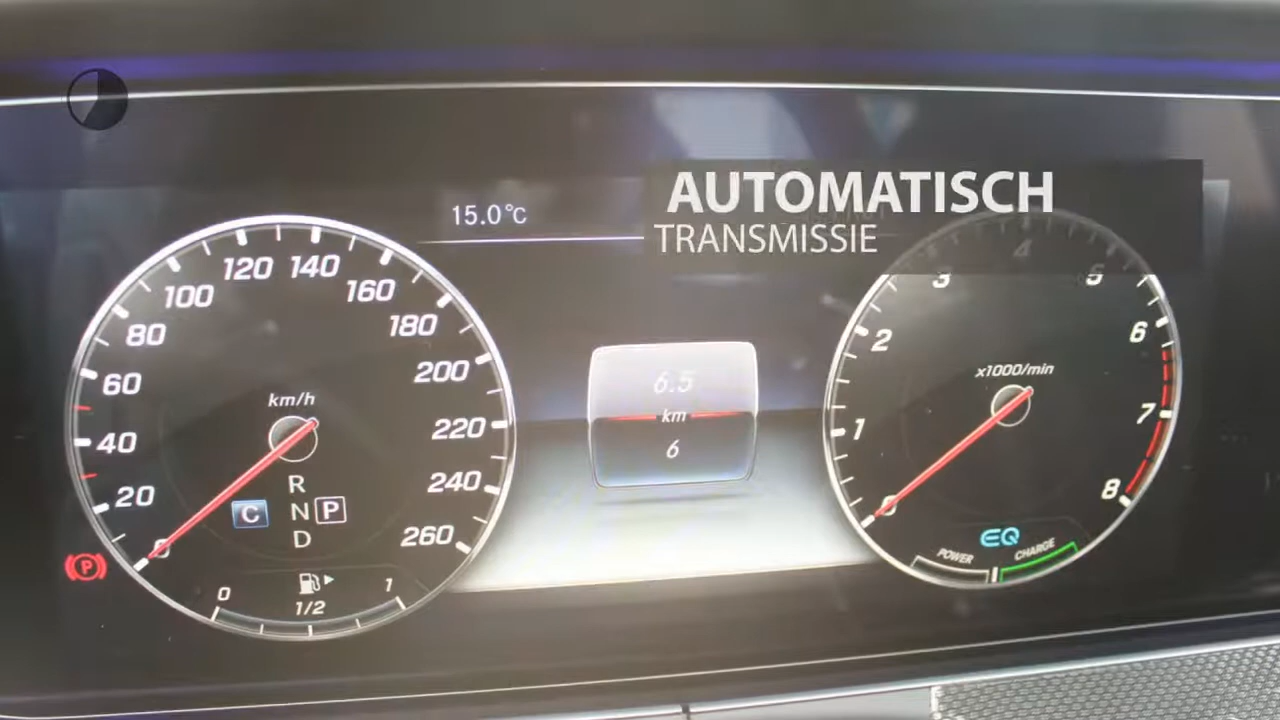 AUTOMATISCH
TRANSMISSIE
15.0°C
20
40
60
80
100
120
140
160
180
200
220
240
260
km/h
R
N
D
C
P
P
0
1/2
1
6.5
km
6
1
2
3
4
5
6
7
8
x1000/min
EQ
POWER
CHARGE